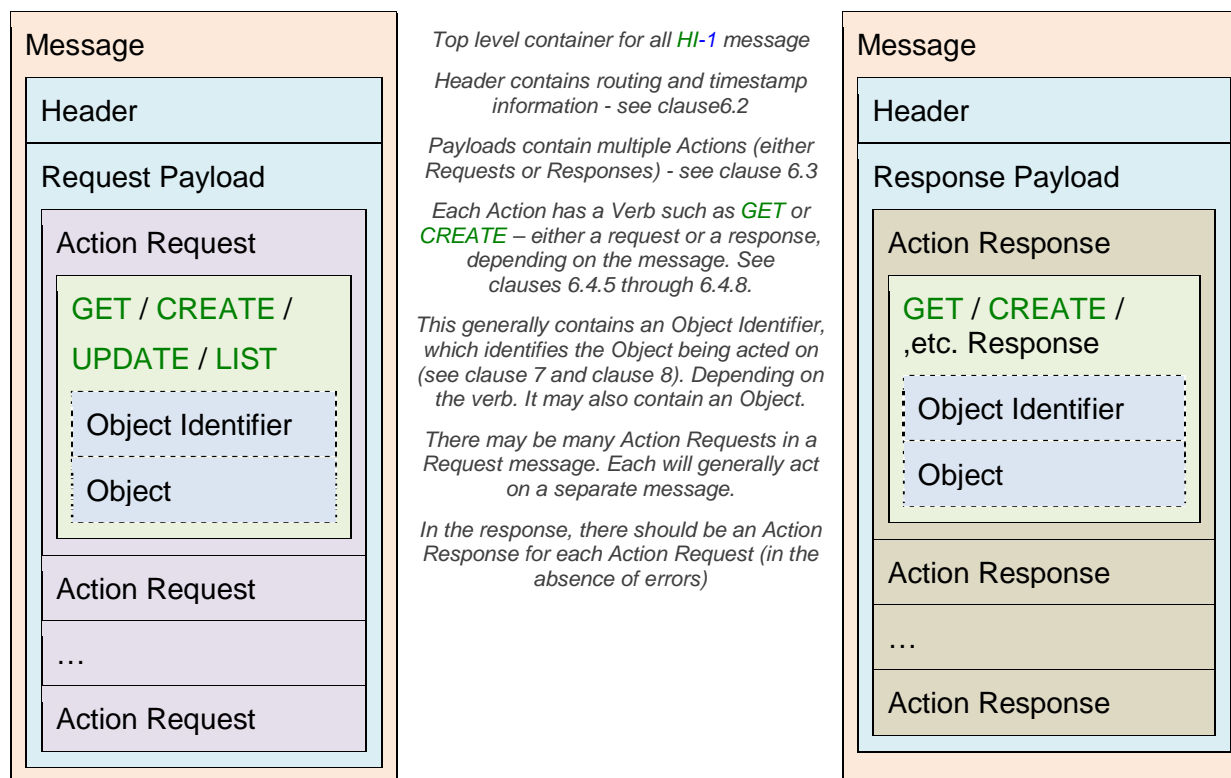 Message
Header
Request Payload
Action Request
GET / CREATE /
UPDATE / LIST
Object Identifier
Object
Action Request
…
Action Request
Top level container for all HI-1 message
Header contains routing and timestamp
information - see clause6.2
Payloads contain multiple Actions (either
Requests or Responses) - see clause 6.3
Each Action has a Verb such as GET or
CREATE – either a request or a response,
depending on the message. See
clauses 6.4.5 through 6.4.8.
This generally contains an Object Identifier,
which identifies the Object being acted on
(see clause 7 and clause 8). Depending on
the verb. It may also contain an Object.
There may be many Action Requests in a
Request message. Each will generally act
on a separate message.
In the response, there should be an Action
Response for each Action Request (in the
absence of errors)
Message
Header
Response Payload
Action Response
GET / CREATE /
,etc. Response
Object Identifier
Object
Action Response
…
Action Response